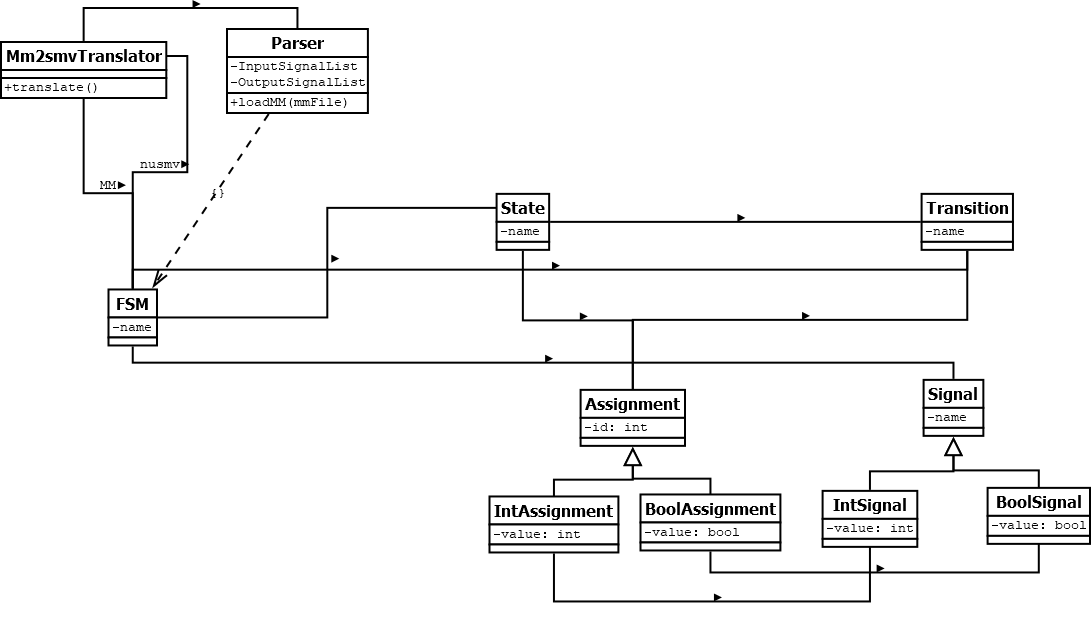 Mm2smvTranslator
+translate()
Parser
-InputSignalList
-OutputSignalList
+loadMM(mmFile)
nusmv
MM
{}
State
-name
Transition
-name
FSM
-name
Assignment
-id: int
Signal
-name
IntAssignment
-value: int
BoolAssignment
-value: bool
IntSignal
-value: int
BoolSignal
-value: bool